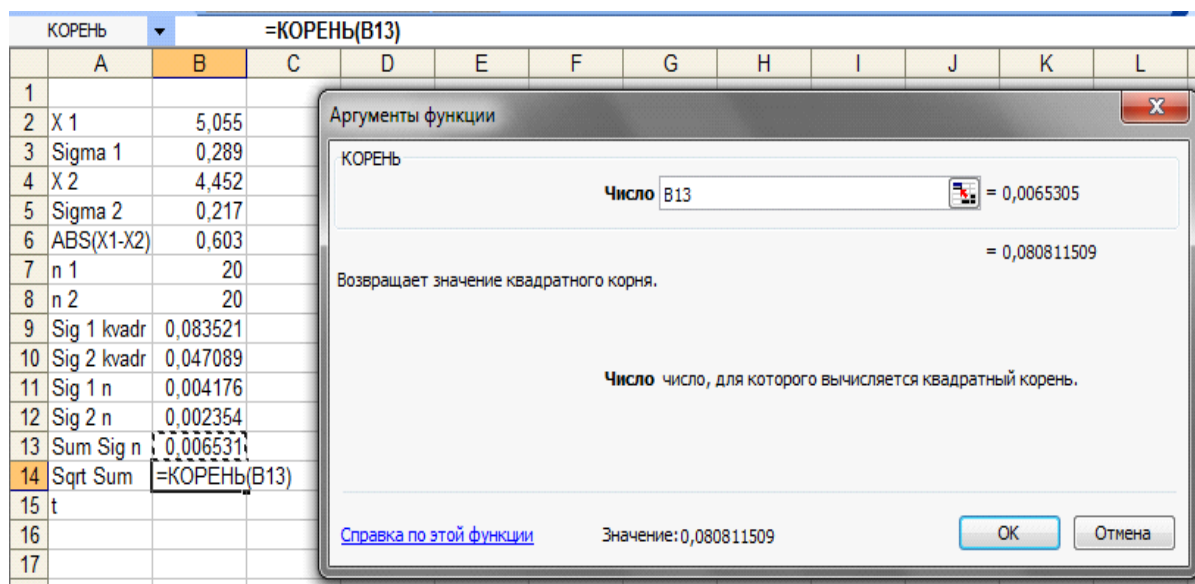 КОРЕНЬ =КОРЕНЬ(B13)
A B C D E F G H I J K L
1
2 X 1 5,055
3 Sigma 1 0,289
4 X 2 4,452
5 Sigma 2 0,217
6 ABS(X1-X2) 0,603
7 n 1 20
8 n 2 20
9 Sig 1 kvadr 0,083521
10 Sig 2 kvadr 0,047089
11 Sig 1 n 0,004176
12 Sig 2 n 0,002354
13 Sum Sig n 0,006531
14 Sqrt Sum =КОРЕНЬ(B13)
15 t
16
17
Аргументы функции
КОРЕНЬ
Число B13 = 0,0065305
= 0,080811509
Возвращает значение квадратного корня.
Число число, для которого вычисляется квадратный корень.
Справка по этой функции Значение: 0,080811509 OK Отмена